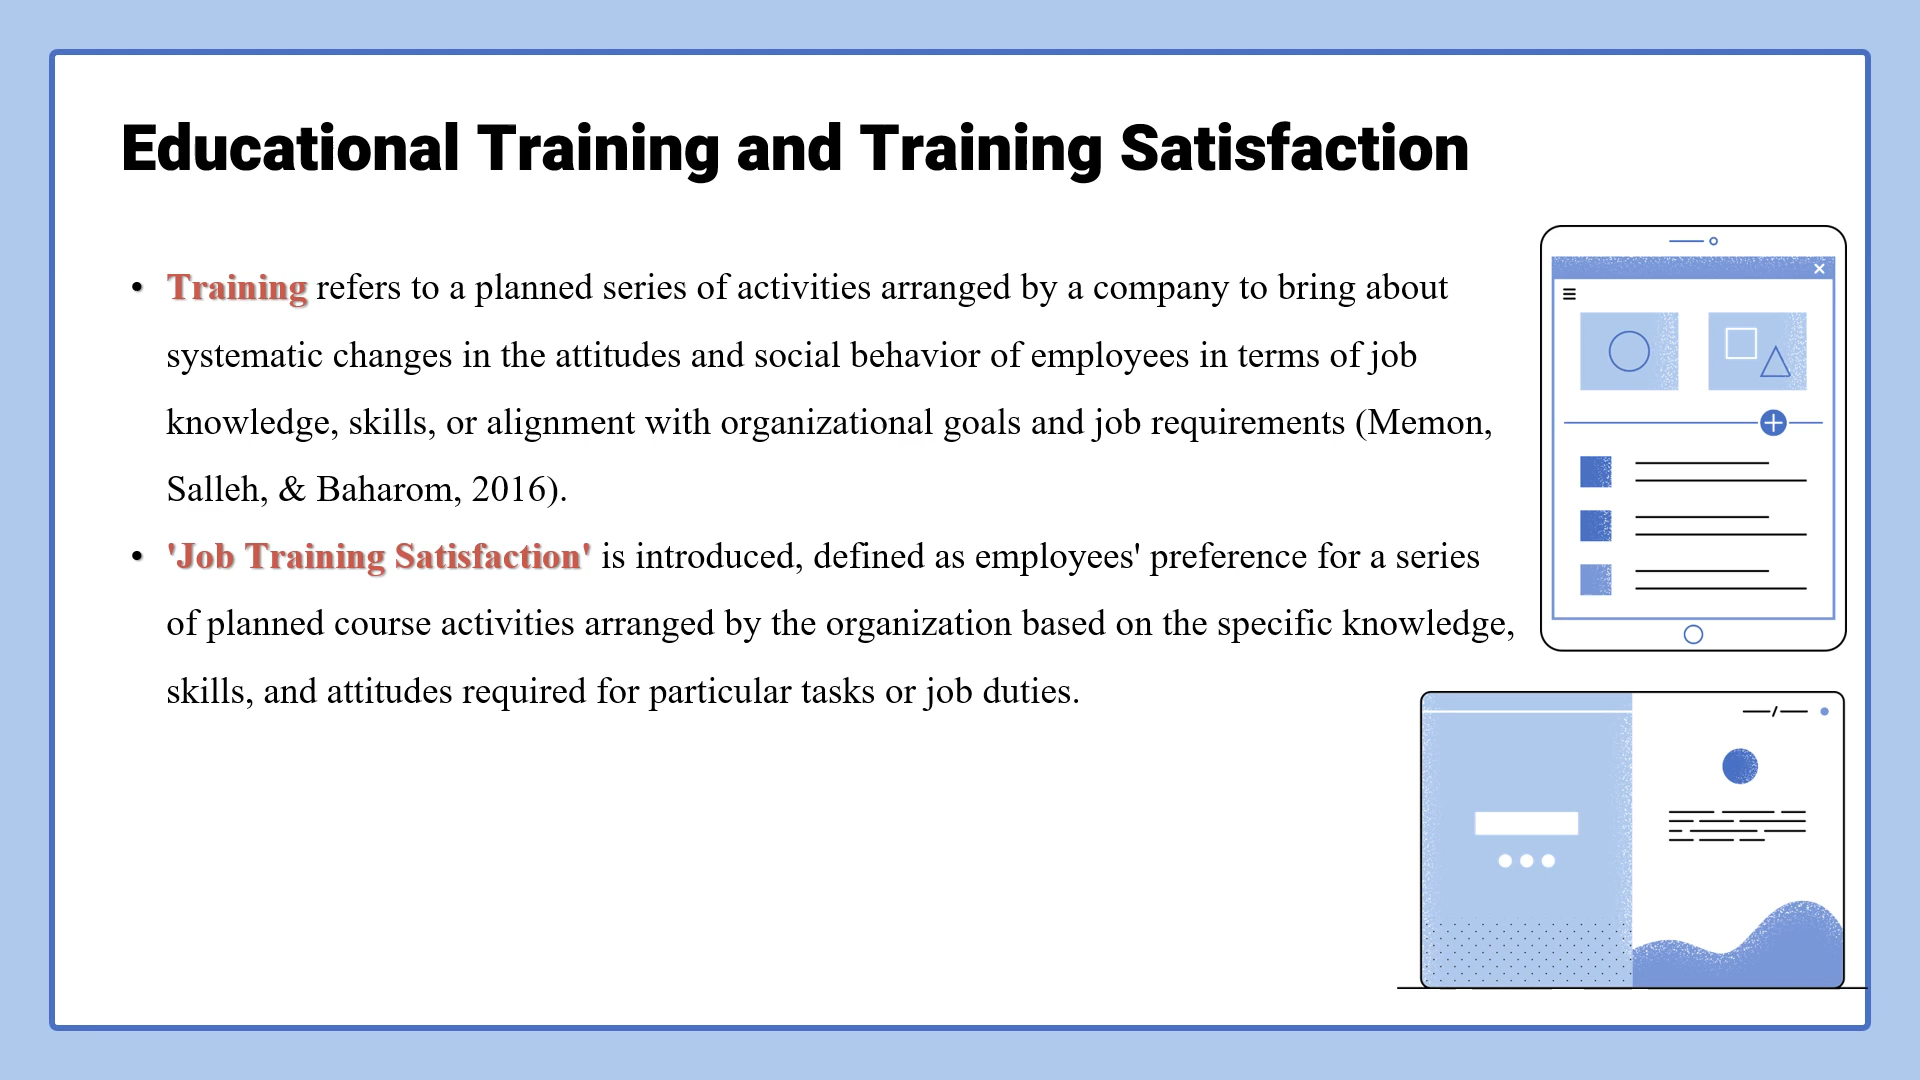 Educational Training and Training Satisfaction
• Training refers to a planned series of activities arranged by a company to bring about
systematic changes in the attitudes and social behavior of employees in terms of job
knowledge, skills, or alignment with organizational goals and job requirements (Memon,
Salleh, & Baharom, 2016).
• 'Job Training Satisfaction' is introduced, defined as employees' preference for a series
of planned course activities arranged by the organization based on the specific knowledge,
skills, and attitudes required for particular tasks or job duties.